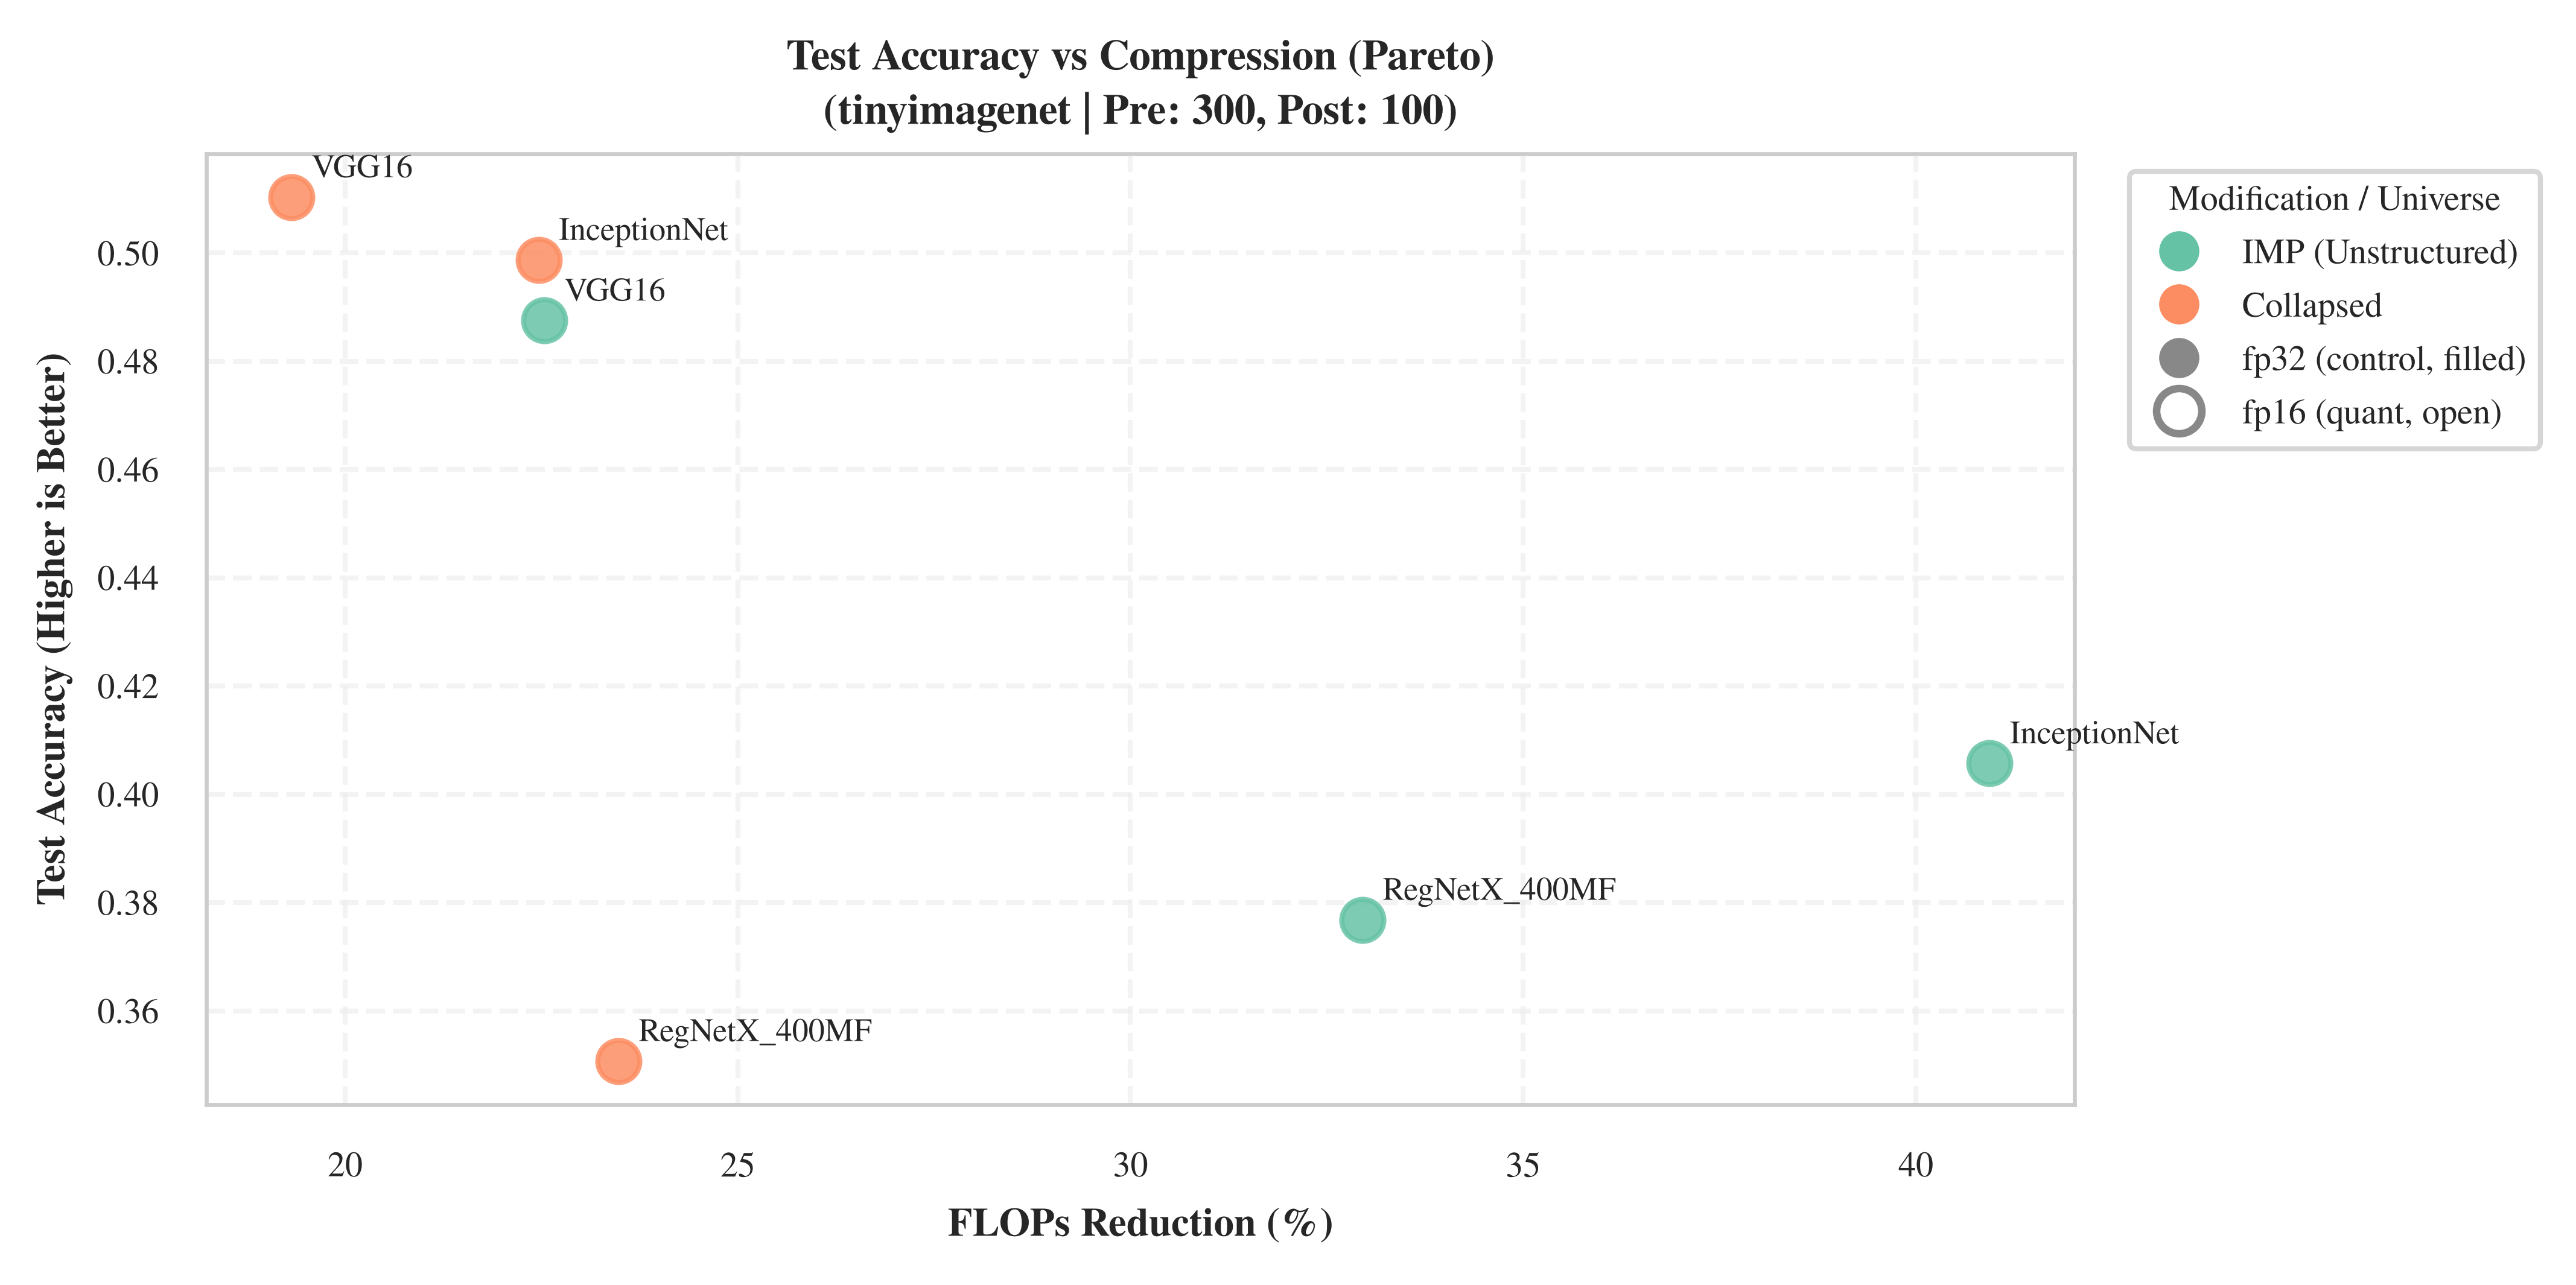 Test Accuracy vs Compression (Pareto)
(tinyimagenet | Pre: 300, Post: 100)
Test Accuracy (Higher is Better)
0.50
0.48
0.46
0.44
0.42
0.40
0.38
0.36
VGG16
InceptionNet
VGG16
InceptionNet
RegNetX_400MF
RegNetX_400MF
20
25
30
35
40
FLOPs Reduction (%)
Modification / Universe
IMP (Unstructured)
Collapsed
fp32 (control, filled)
fp16 (quant, open)